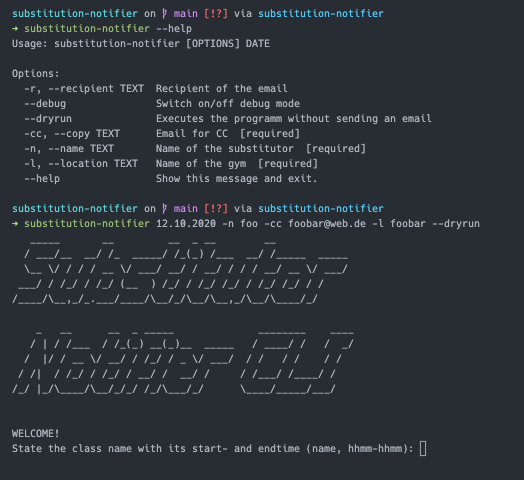 substitution-notifier on ᚠ main [!?] via substitution-notifier
➜ substitution-notifier --help
Usage: substitution-notifier [OPTIONS] DATE
Options:
-r, --recipient TEXT  Recipient of the email
--debug               Switch on/off debug mode
--dryrun              Executes the programm without sending an email
-cc, --copy TEXT      Email for CC  [required]
-n, --name TEXT       Name of the substitutor  [required]
-l, --location TEXT   Name of the gym  [required]
--help                Show this message and exit.
substitution-notifier on ᚠ main [!?] via substitution-notifier
➜ substitution-notifier 12.10.2020 -n foo -cc foobar@web.de -l foobar --dryrun
WELCOME!
State the class name with its start- and endtime (name, hhmm-hhmm):